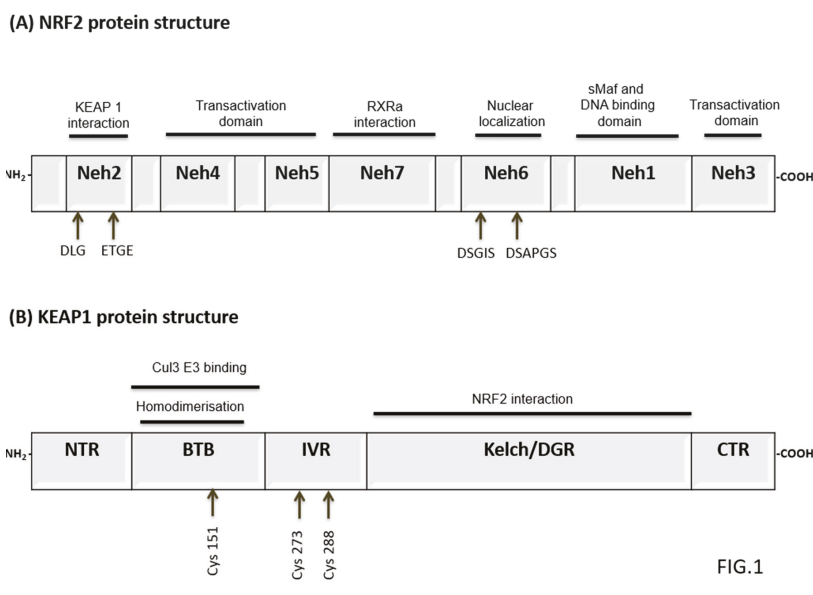 (A) NRF2 protein structure
KEAP 1
interaction
Transactivation
domain
RXRa
interaction
Nuclear
localization
sMaf and
DNA binding
domain
Transactivation
domain
NH2-
Neh2
Neh4
Neh5
Neh7
Neh6
Neh1
Neh3
-COOH
DLG
ETGE
DSGIS
DSAPGS
(B) KEAP1 protein structure
Cul3 E3 binding
Homodimerisation
NRF2 interaction
NH2-
NTR
BTB
IVR
Kelch/DGR
CTR
-COOH
Cys 151
Cys 273
Cys 288
FIG.1